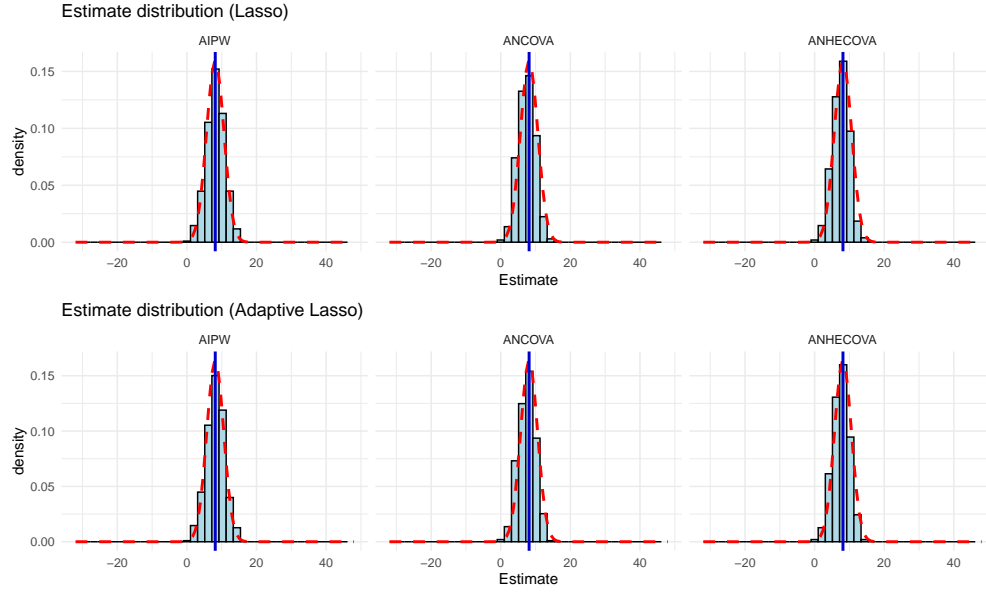 Estimate distribution (Lasso)
AIPW ANCOVA ANHECOVA
density
0.15
0.10
0.05
0.00
−20 0 20 40 −20 0 20 40 −20 0 20 40
Estimate
Estimate distribution (Adaptive Lasso)
AIPW ANCOVA ANHECOVA
density
0.15
0.10
0.05
0.00
−20 0 20 40 −20 0 20 40 −20 0 20 40
Estimate